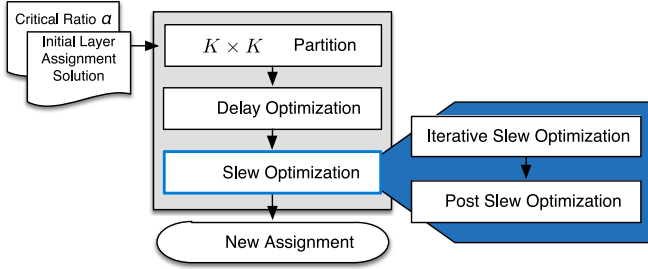 Critical Ratio α
Initial Layer
Assignment
Solution
K × K Partition
Delay Optimization
Slew Optimization
New Assignment
Iterative Slew Optimization
Post Slew Optimization